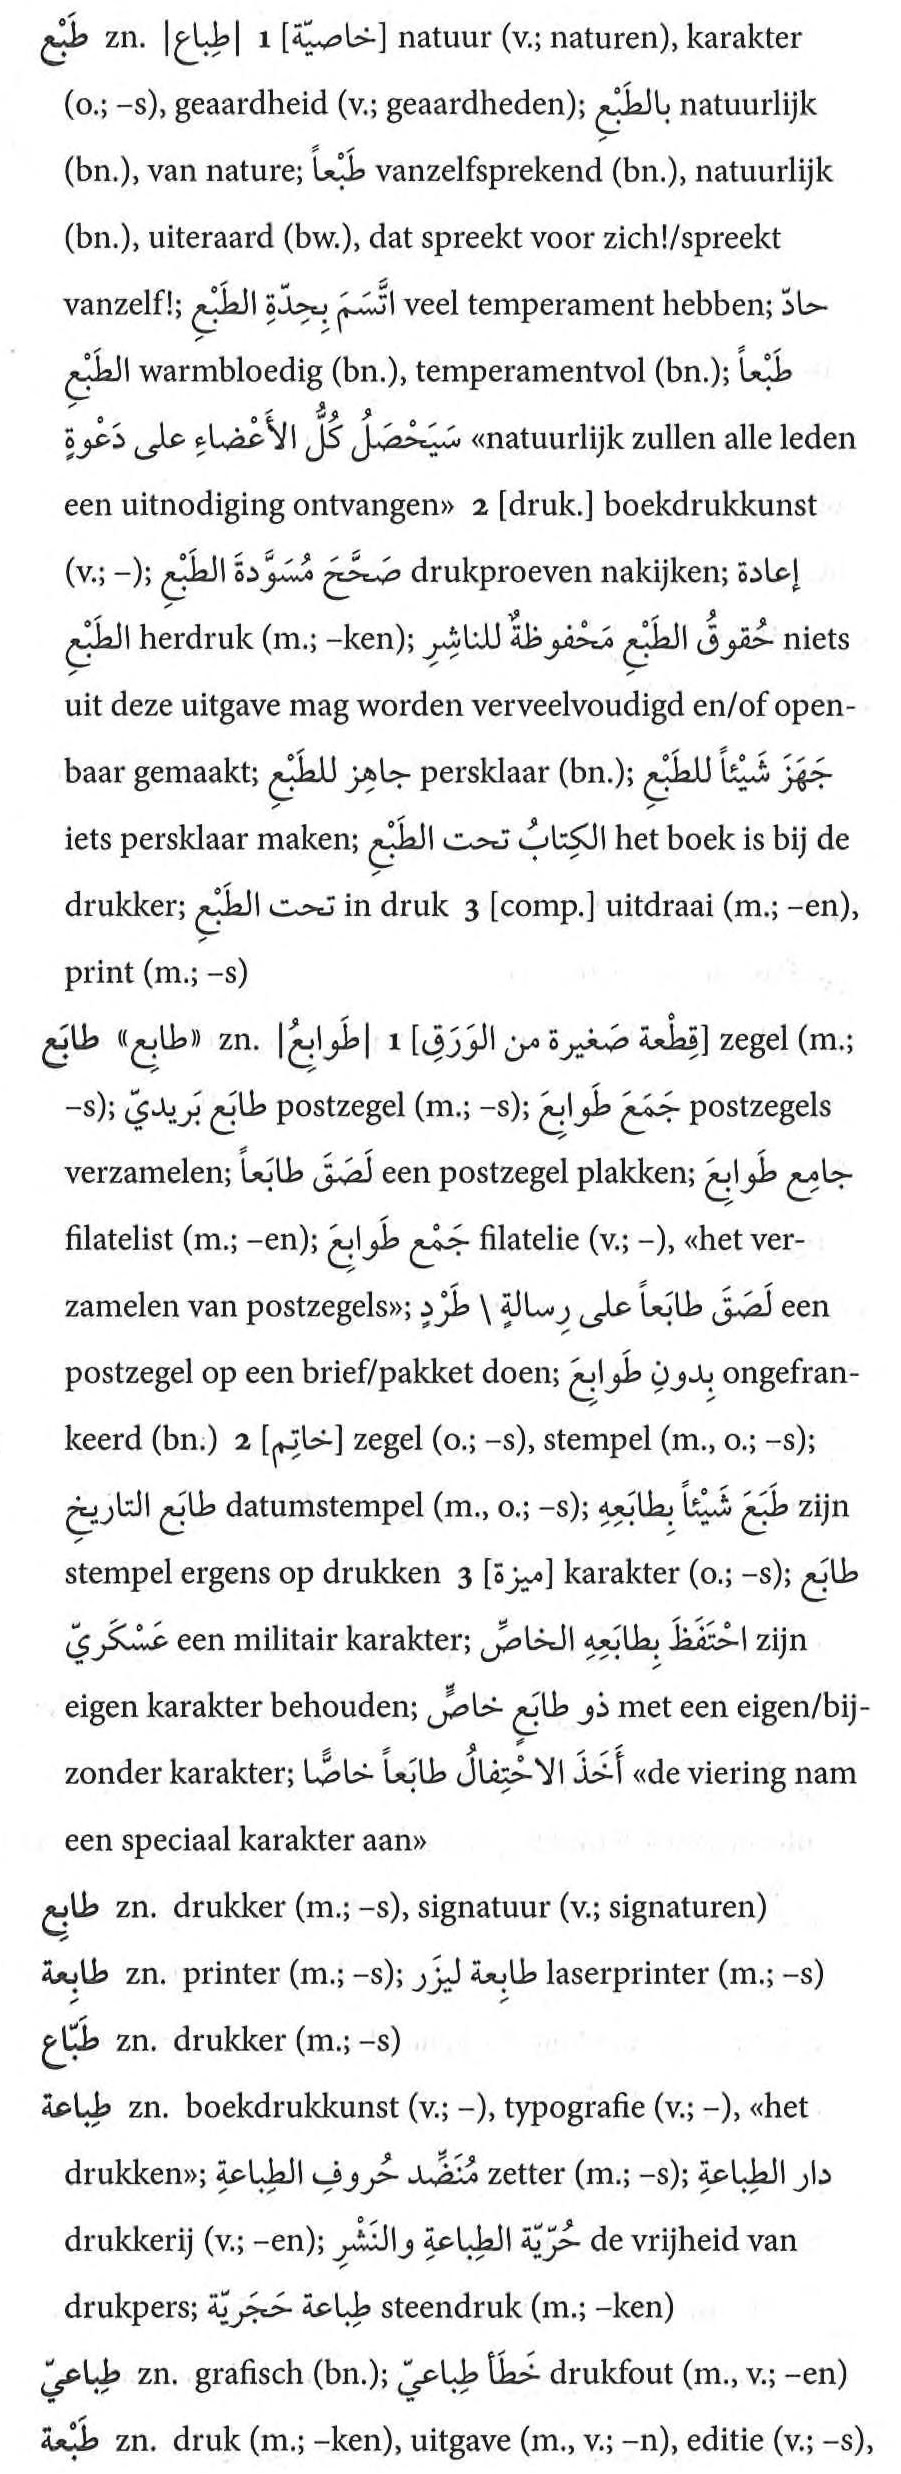 طَبْع zn. |طِباع| 1 [خاصيّة] natuur (v.; naturen), karakter
(o.; –s), geaardheid (v.; geaardheden); بالطَبْعِ natuurlijk
(bn.), van nature; طَبْعاً vanzelfsprekend (bn.), natuurlijk
(bn.), uiteraard (bw.), dat spreekt voor zich!/spreekt
vanzelf!; اتَّسَمَ بِحِدّةِ الطَبْعِ veel temperament hebben; حادّ
الطَبْعِ warmbloedig (bn.), temperamentvol (bn.); طَبْعاً
سَيَحْصَلُ كُلُّ الأَعْضاءِ على دَعْوةٍ «natuurlijk zullen alle leden
een uitnodiging ontvangen» 2 [druk.] boekdrukkunst
(v.; –); صَحَّحَ مُسَوَّدةَ الطَبْعِ drukproeven nakijken; إعادة
الطَبْعِ herdruk (m.; –ken); حُقوقُ الطَبْعِ مَحْفوظةٌ للناشِرِ niets
uit deze uitgave mag worden verveelvoudigd en/of open-
baar gemaakt; جاهِز للطَبْعِ persklaar (bn.); جَهَزَ شَيْئاً للطَبْعِ
iets persklaar maken; الكِتابُ تحت الطَبْعِ het boek is bij de
drukker; تحت الطَبْعِ in druk 3 [comp.] uitdraai (m.; –en),
print (m.; –s)
طابَع «طابِع» zn. |طَوابِعُ| 1 [قِطْعة صَغيرة من الوَرَقِ] zegel (m.;
–s); طابَع بَريديّ postzegel (m.; –s); جَمَعَ طَوابِعَ postzegels
verzamelen; لَصَقَ طابَعاً een postzegel plakken; جامِع طَوابِعَ
filatelist (m.; –en); جَمْع طَوابِعَ filatelie (v.; –), «het ver-
zamelen van postzegels»; لَصَقَ طابَعاً على رِسالةٍ \ طَرْدٍ een
postzegel op een brief/pakket doen; بِدونِ طَوابِعَ ongefran-
keerd (bn.) 2 [خاتِم] zegel (o.; –s), stempel (m., o.; –s);
طابَع التاريخِ datumstempel (m., o.; –s); طَبَعَ شَيْئاً بِطابَعِهِ zijn
stempel ergens op drukken 3 [ميزة] karakter (o.; –s); طابَع
عَسْكَريّ een militair karakter; احْتَفَظَ بِطابَعِهِ الخاصِّ zijn
eigen karakter behouden; ذو طابَعٍ خاصٍّ met een eigen/bij-
zonder karakter; أَخَذَ الاحْتِفالُ طابَعاً خاصًّا «de viering nam
een speciaal karakter aan»
طابِع zn. drukker (m.; –s), signatuur (v.; signaturen)
طابِعة zn. printer (m.; –s); طابِعة ليزَر laserprinter (m.; –s)
طَبّاع zn. drukker (m.; –s)
طِباعة zn. boekdrukkunst (v.; –), typografie (v.; –), «het
drukken»; مُنَضِّد حُروفِ الطِباعةِ zetter (m.; –s); دار الطِباعةِ
drukkerij (v.; –en); حُرّيّة الطِباعةِ والنَشْرِ de vrijheid van
drukpers; طِباعة حَجَريّة steendruk (m.; –ken)
طِباعيّ zn. grafisch (bn.); خَطَأ طِباعيّ drukfout (m., v.; –en)
طَبْعة zn. druk (m.; –ken), uitgave (m., v.; –n), editie (v.; –s),